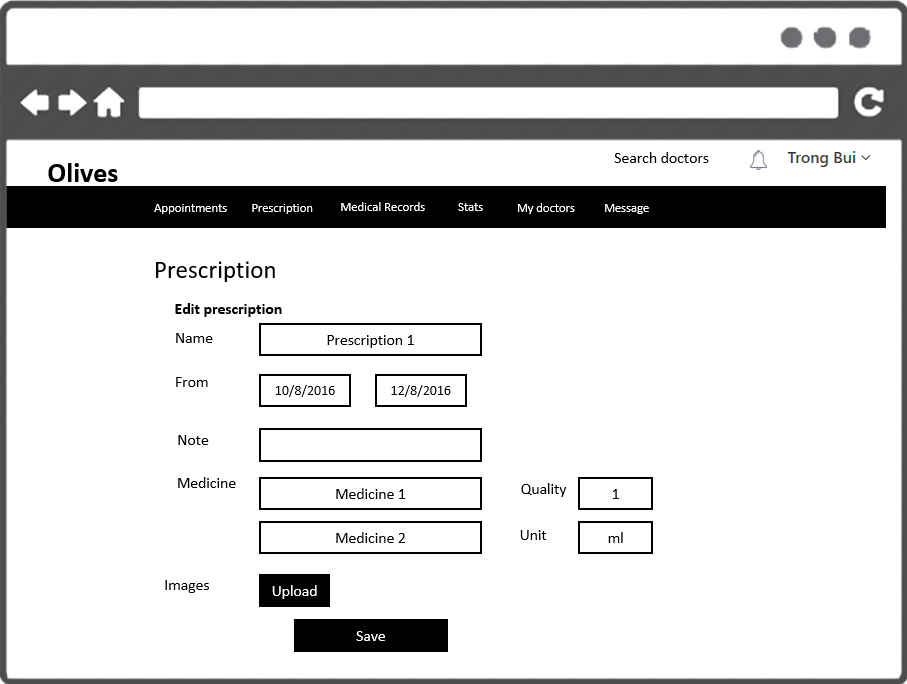 Search doctors
Trong Bui
Olives
Appointments Prescription Medical Records Stats My doctors Message
Prescription
Edit prescription
Name Prescription 1
From 10/8/2016 12/8/2016
Note
Medicine Medicine 1 Quality 1
Medicine 2 Unit ml
Images Upload
Save